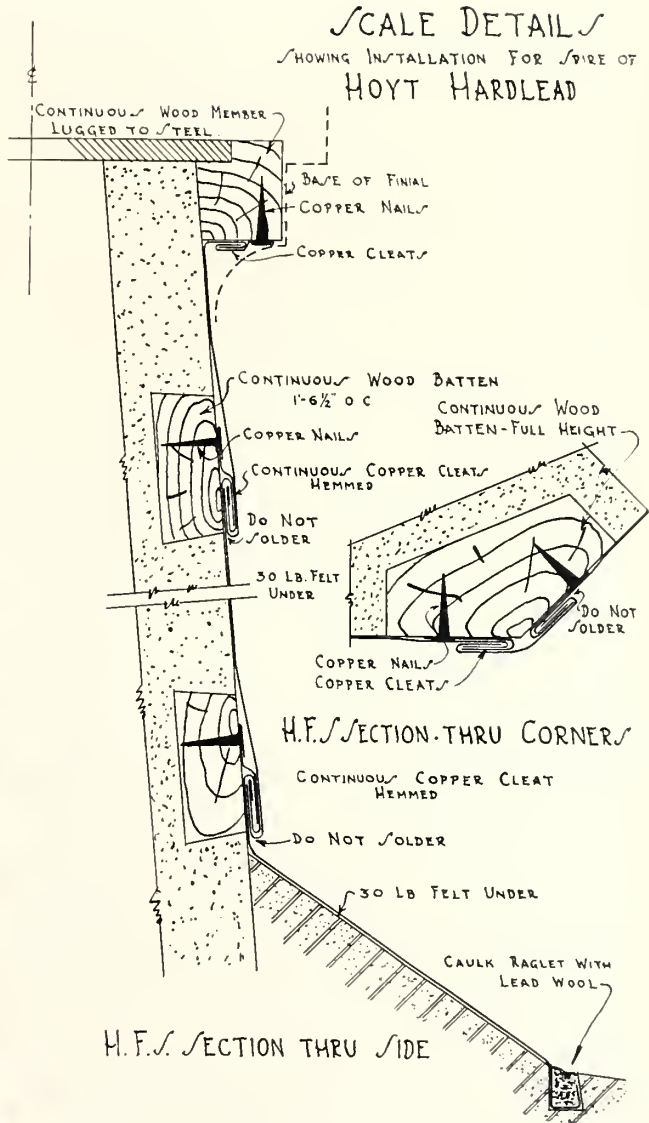 SCALE DETAILS
SHOWING INSTALLATION FOR SPIRE OF
HOYT HARDLEAD
CONTINUOUS WOOD MEMBER
LUGGED TO STEEL.
BASE OF FINIAL
COPPER NAILS
COPPER CLEATS
CONTINUOUS WOOD BATTEN
1'-6½" O C
COPPER NAILS
CONTINUOUS COPPER CLEATS
HEMMED
DO NOT
SOLDER
30 LB. FELT
UNDER
CONTINUOUS WOOD
BATTEN-FULL HEIGHT
DO NOT
SOLDER
COPPER NAILS
COPPER CLEATS
H.F.S SECTION·THRU CORNERS
CONTINUOUS COPPER CLEAT
HEMMED
DO NOT SOLDER
30 LB FELT UNDER
CAULK RAGLET WITH
LEAD WOOL
H.F.S. SECTION THRU SIDE